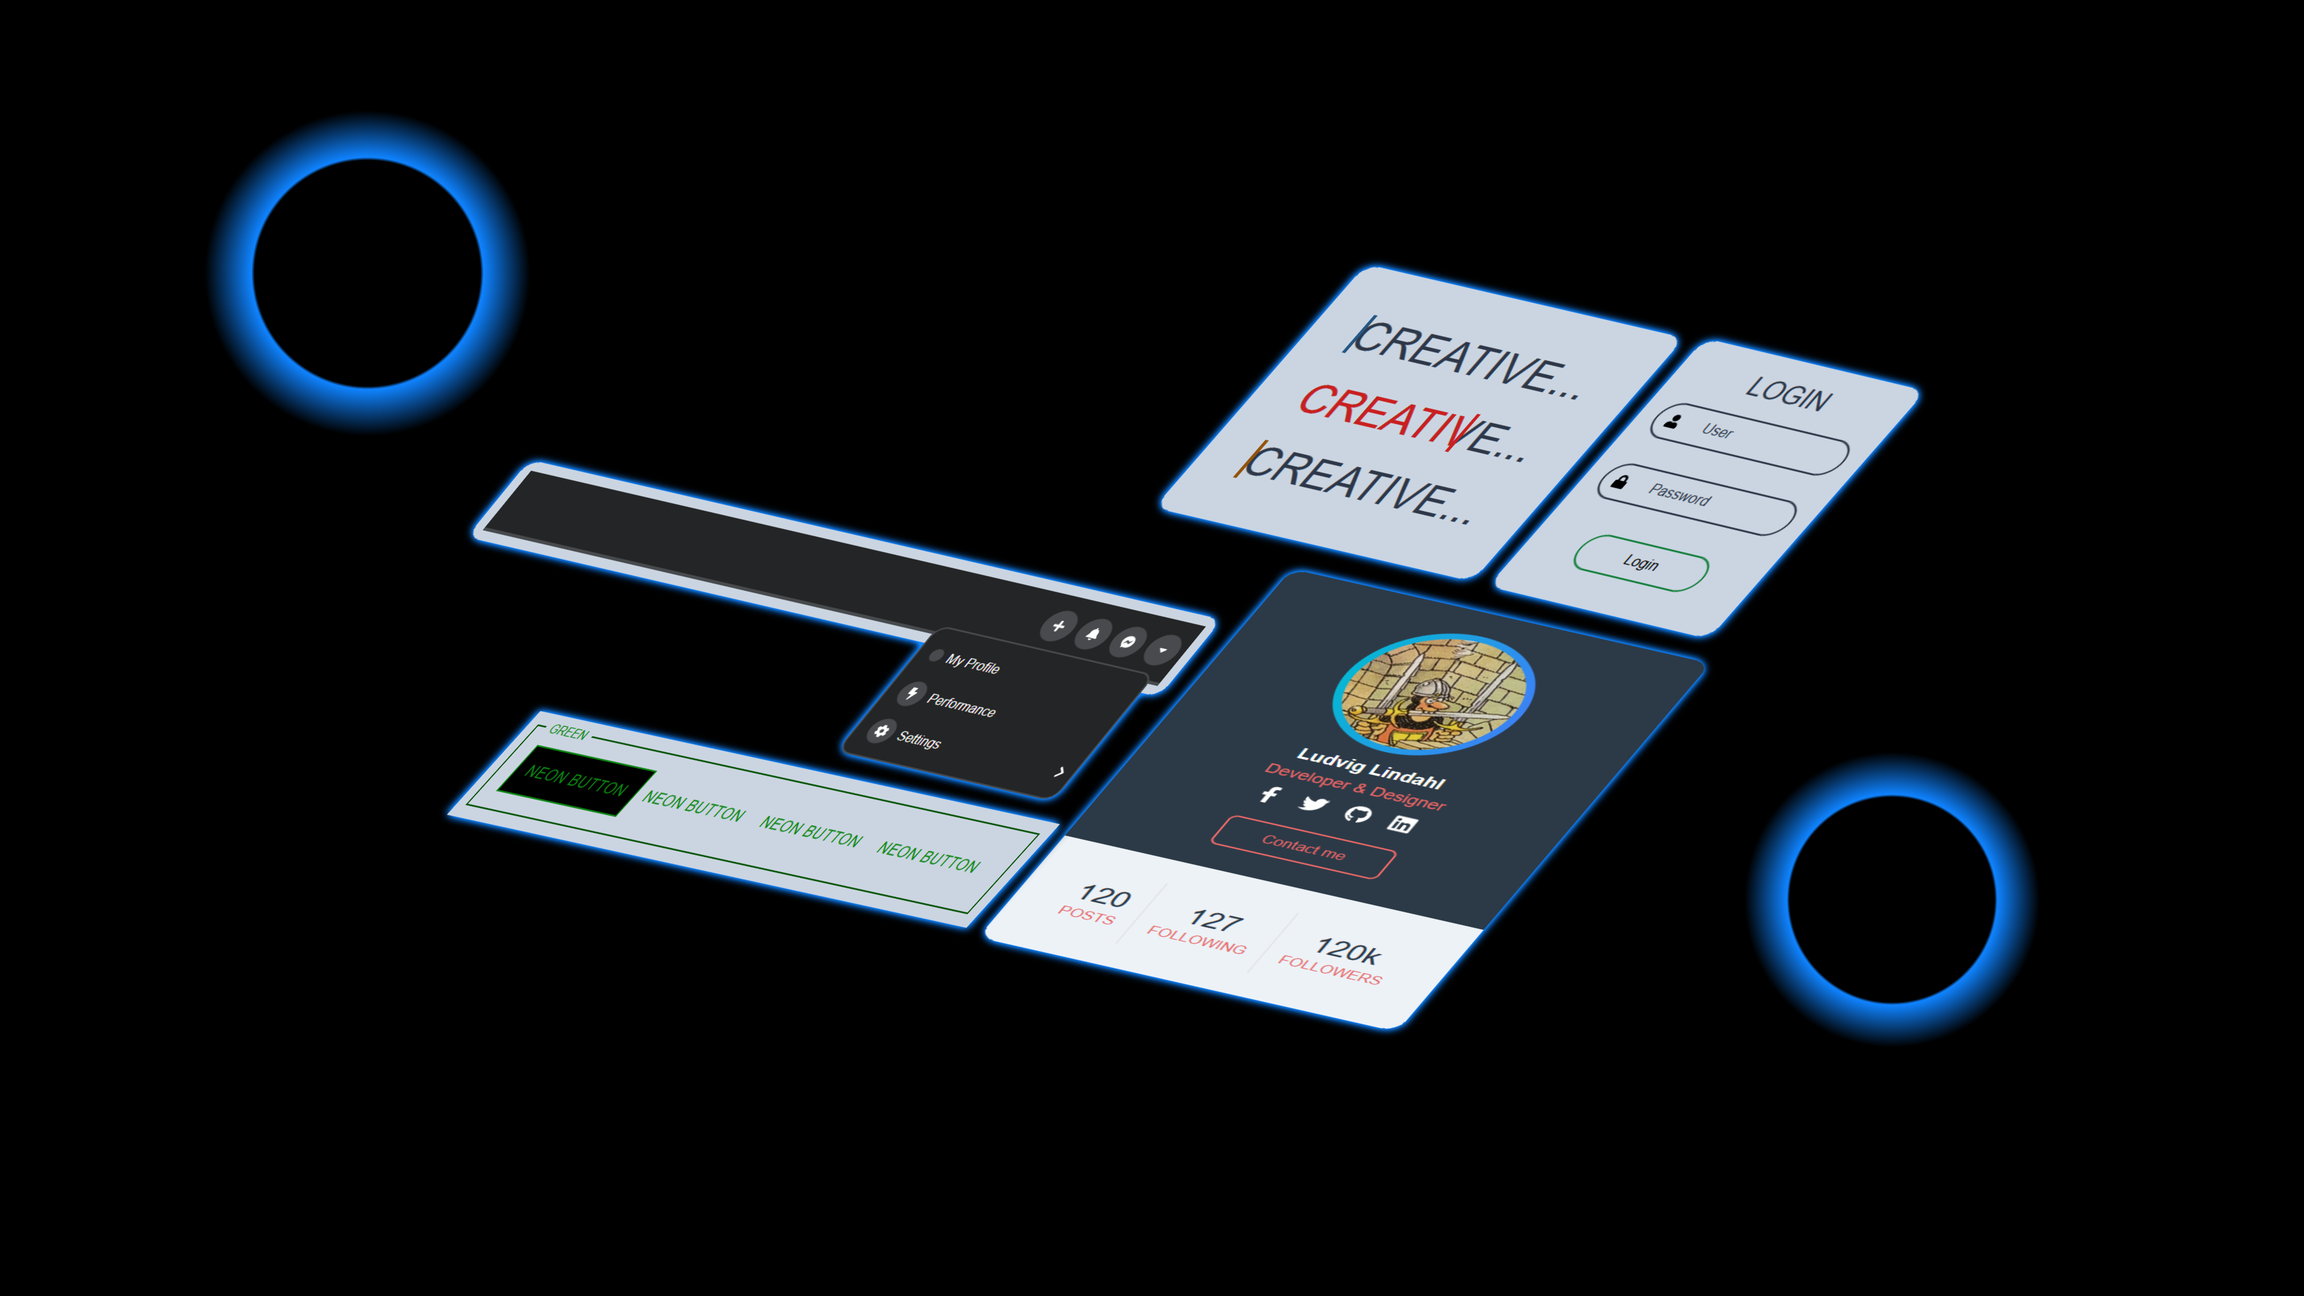 CREATIVE...
CREATIVE...
CREATIVE...
LOGIN
User
Password
Login
My Profile
Performance
Settings
GREEN
NEON BUTTON
NEON BUTTON
NEON BUTTON
NEON BUTTON
Ludvig Lindahl
Developer & Designer
Contact me
120
POSTS
127
FOLLOWING
120k
FOLLOWERS